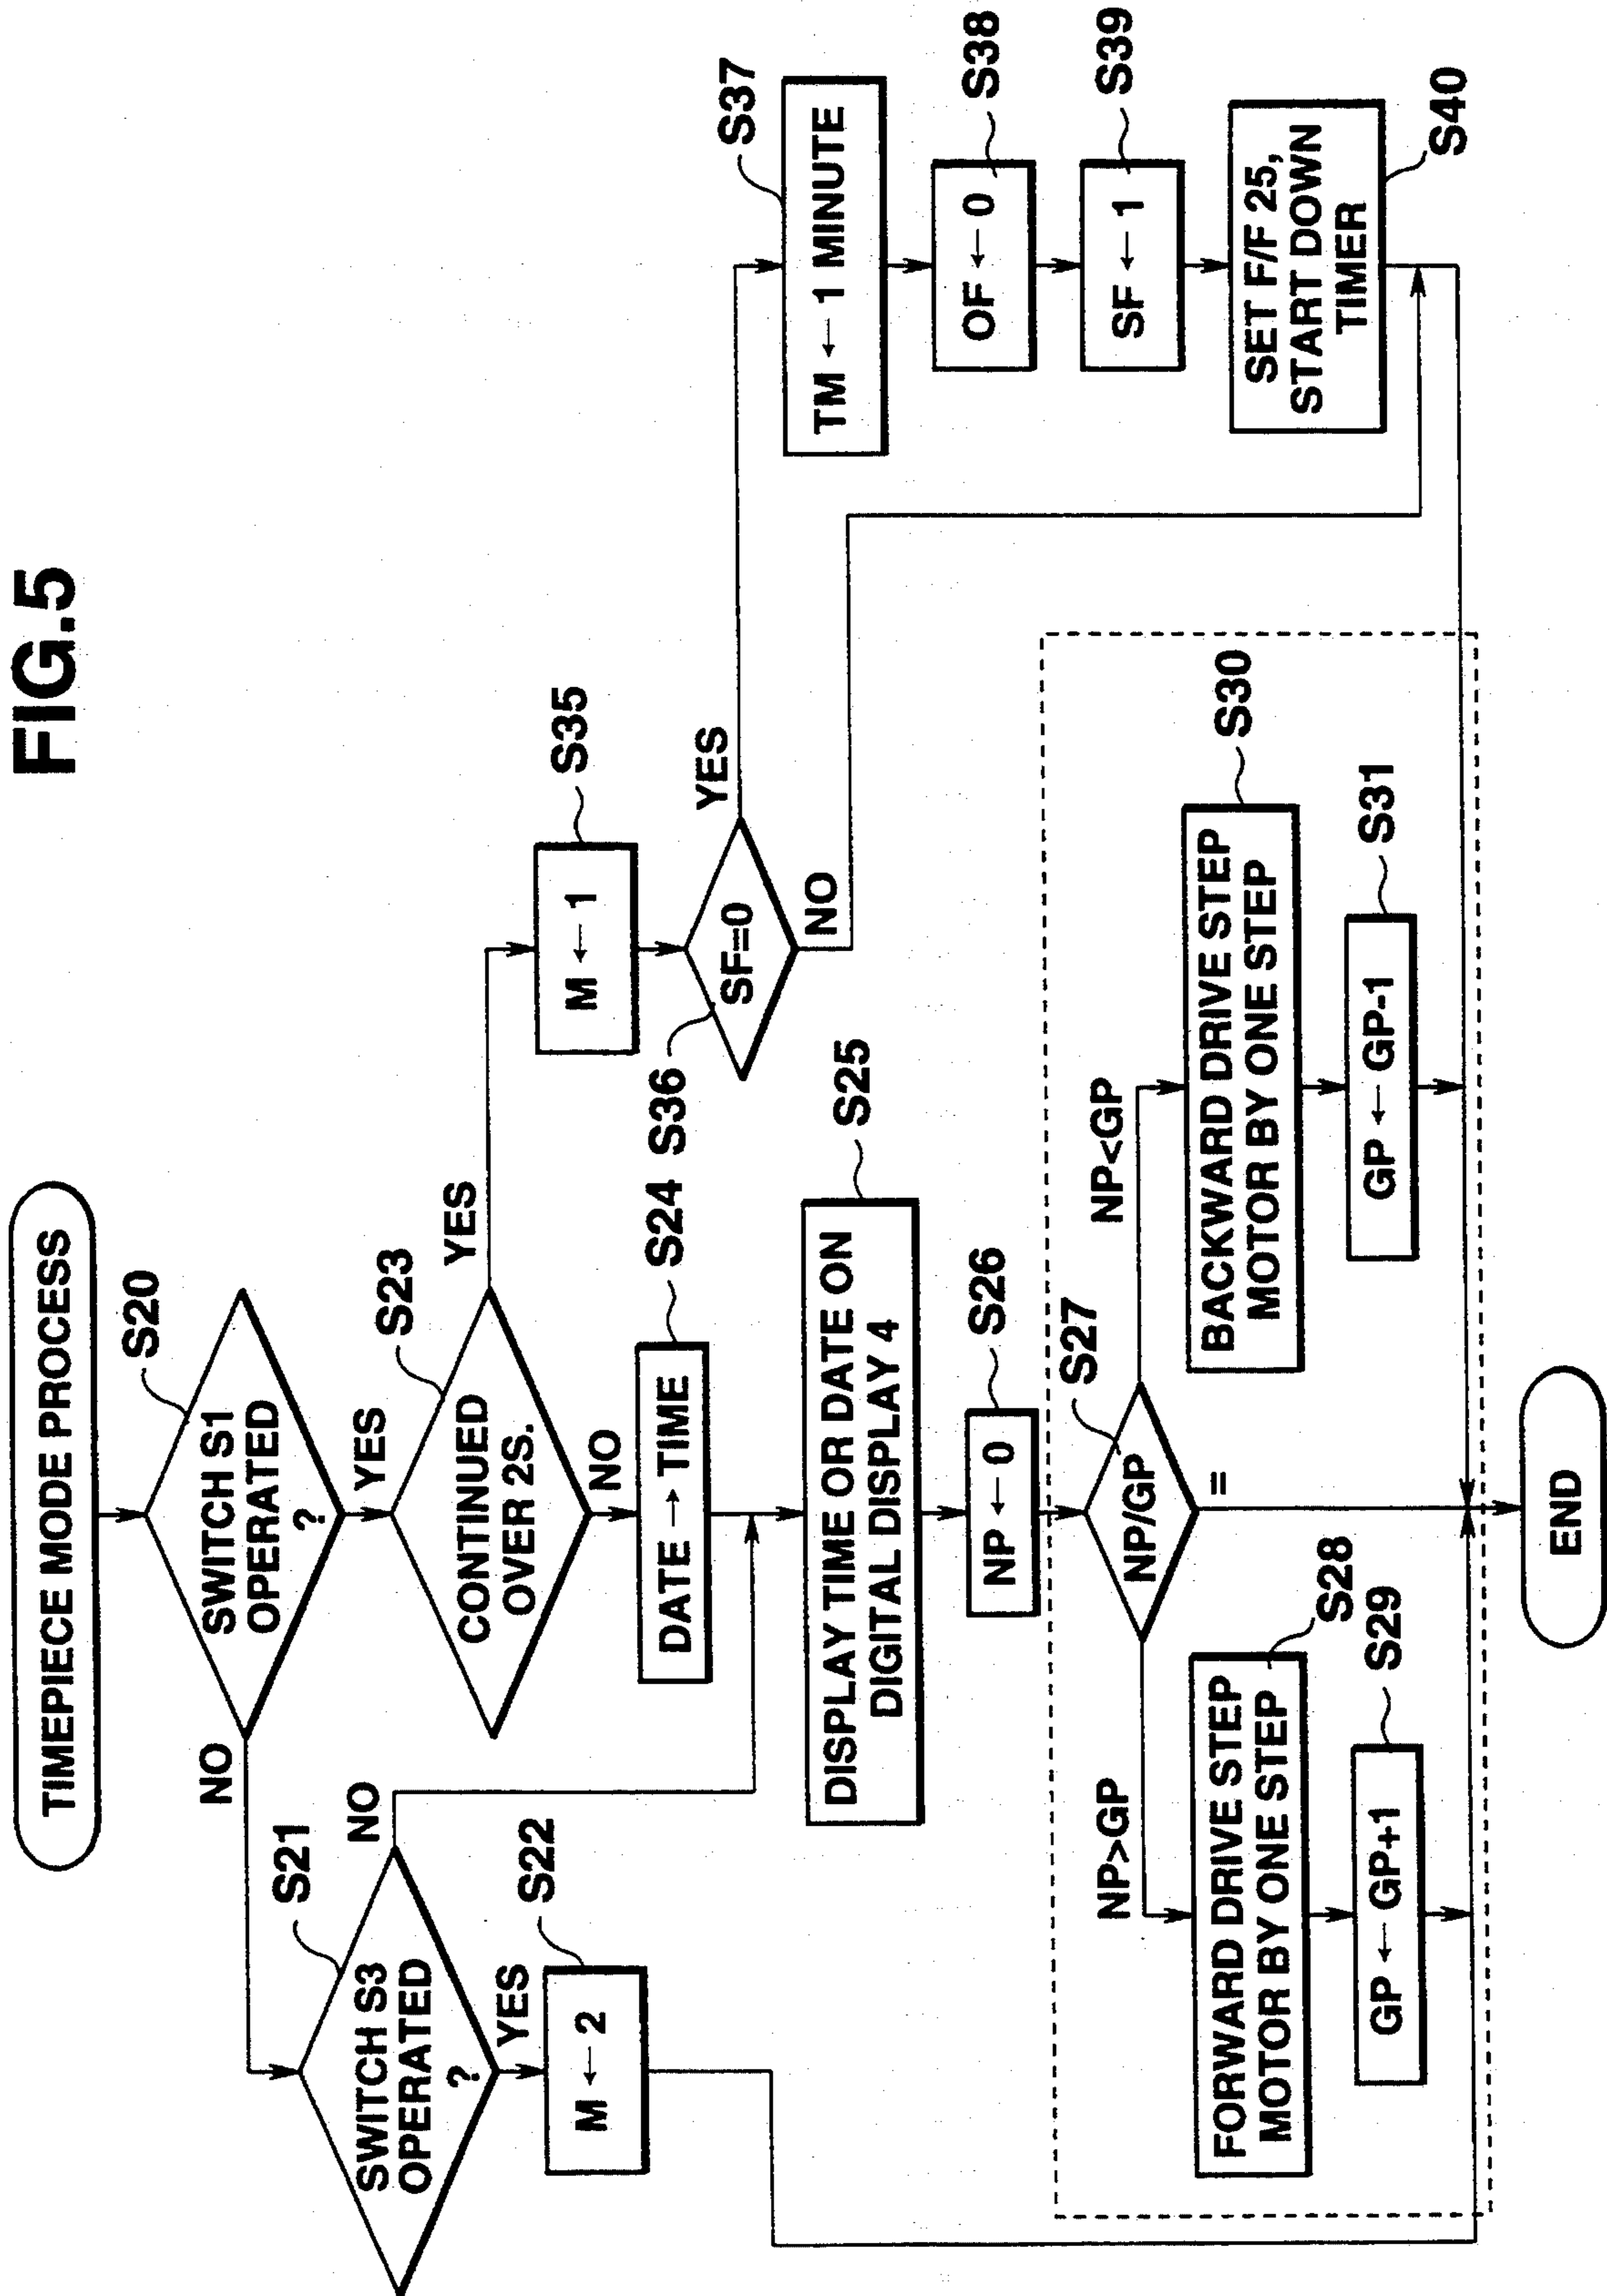 FIG.5
TIMEPIECE MODE PROCESS
S20
SWITCH S1
OPERATED
?
NO
YES
S21
SWITCH S3
OPERATED
?
NO
YES
S22
M ← 2
S23
CONTINUED
OVER 2S.
YES
NO
S24
DATE → TIME
S25
DISPLAY TIME OR DATE ON
DIGITAL DISPLAY 4
S26
NP ← 0
S27
NP/GP
NP>GP
=
NP<GP
S28
FORWARD DRIVE STEP
MOTOR BY ONE STEP
S29
GP ← GP+1
S30
BACKWARD DRIVE STEP
MOTOR BY ONE STEP
S31
GP ← GP-1
S35
M ← 1
S36
SF=0
YES
NO
S37
TM ← 1 MINUTE
S38
OF ← 0
S39
SF ← 1
S40
SET F/F 25,
START DOWN
TIMER
END